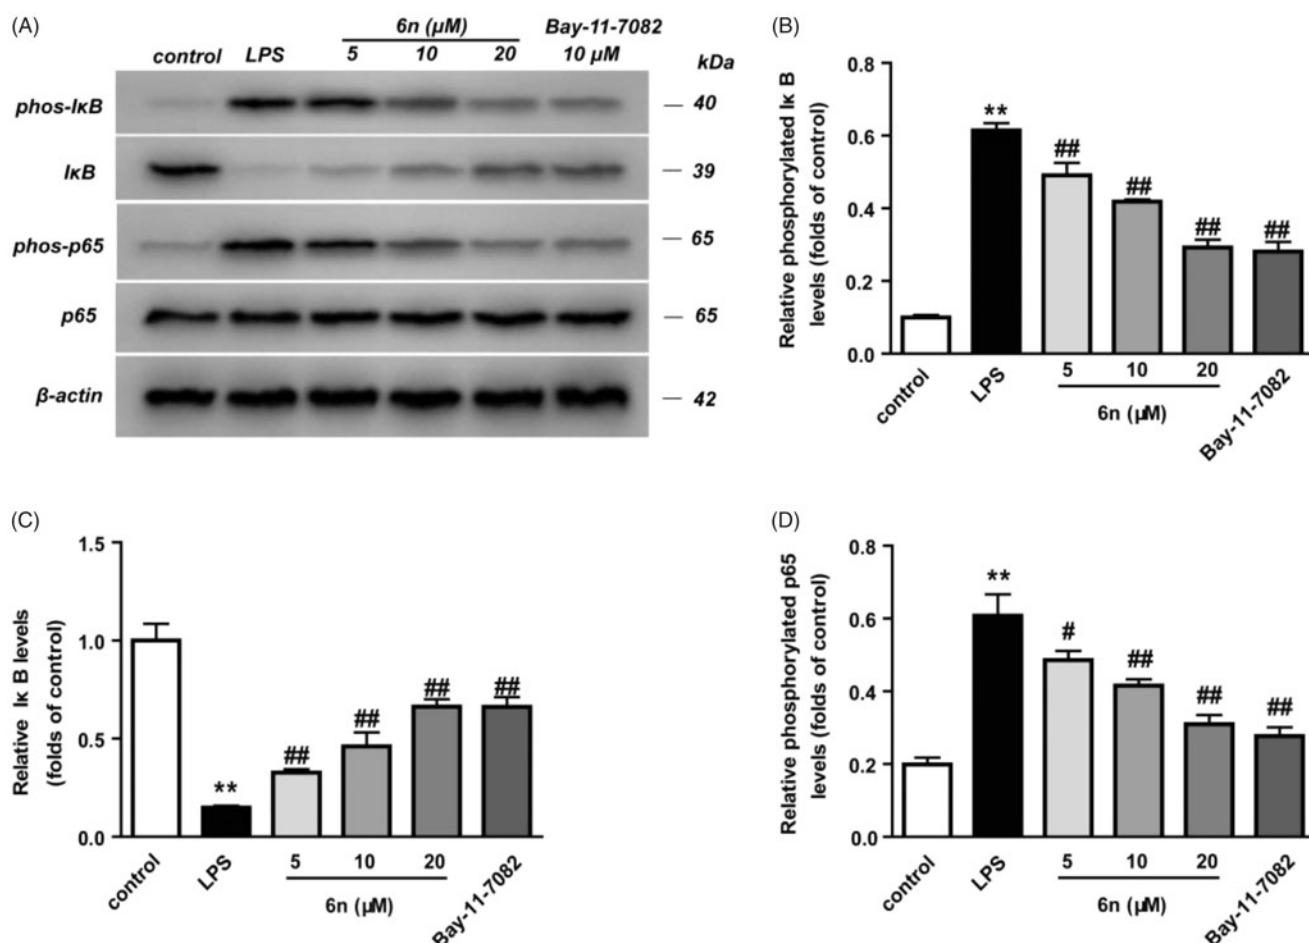 (A)
6n (µM)
Bay-11-7082
control
LPS
5
10
20
10 µM
kDa
phos-IκB
40
IκB
39
phos-p65
65
p65
65
β-actin
42
(B)
Relative phosphorylated Iκ B
levels (folds of control)
0.8
0.6
0.4
0.2
0.0
**
##
##
##
##
control
LPS
5
10
20
6n (µM)
Bay-11-7082
(C)
Relative Iκ B levels
(folds of control)
1.5
1.0
0.5
0.0
**
##
##
##
##
control
LPS
5
10
20
6n (µM)
Bay-11-7082
(D)
Relative phosphorylated p65
levels (folds of control)
0.8
0.6
0.4
0.2
0.0
**
#
##
##
##
control
LPS
5
10
20
6n (µM)
Bay-11-7082